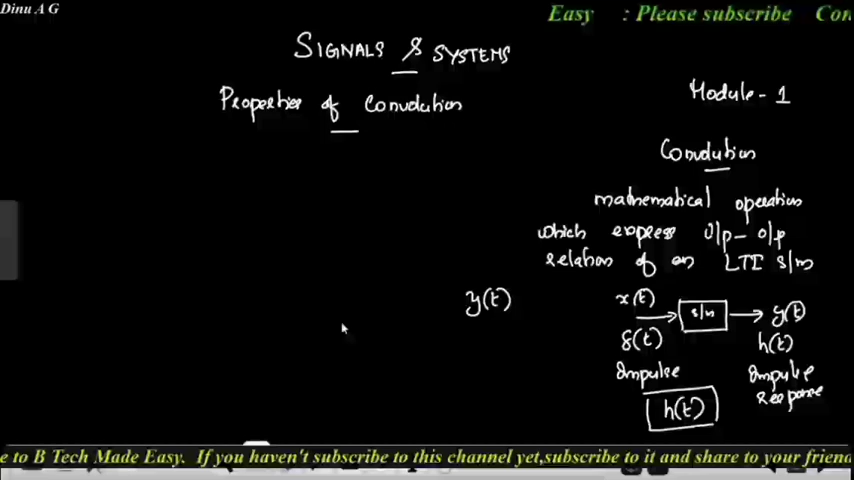 Dinu A G
Easy : Please subscribe Con
SIGNALS & SYSTEMS
Properties of Convolution
Module - 1
Convolution
mathematical operation
which express I/p - O/p
relation of an LTI s/m
y(t)
x(t) s/m y(t)
δ(t) h(t)
Impulse Impulse
response
h(t)
e to B Tech Made Easy. If you haven't subscribe to this channel yet,subscribe to it and share to your friend